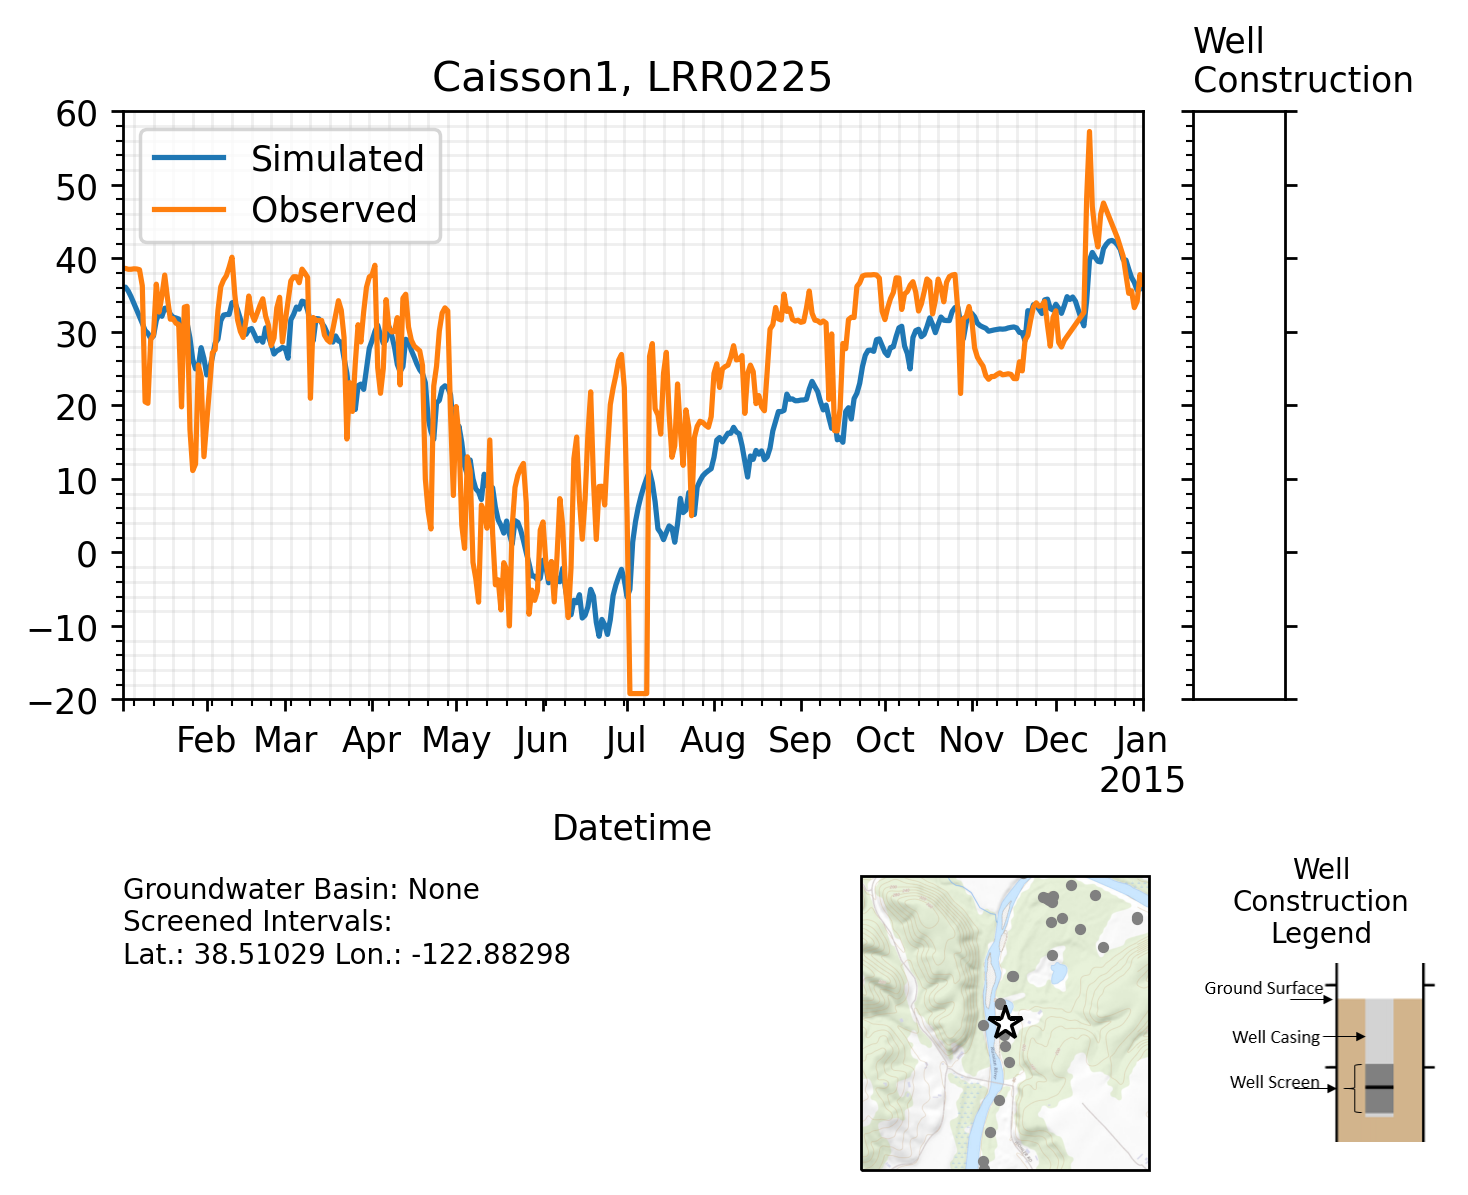 Caisson1, LRR0225
Well
Construction
Simulated
Observed
60
50
40
30
20
10
0
−10
−20
Feb Mar Apr May Jun Jul Aug Sep Oct Nov Dec Jan
2015
Datetime
Groundwater Basin: None
Screened Intervals:
Lat.: 38.51029 Lon.: -122.88298
Well
Construction
Legend
Ground Surface
Well Casing
Well Screen